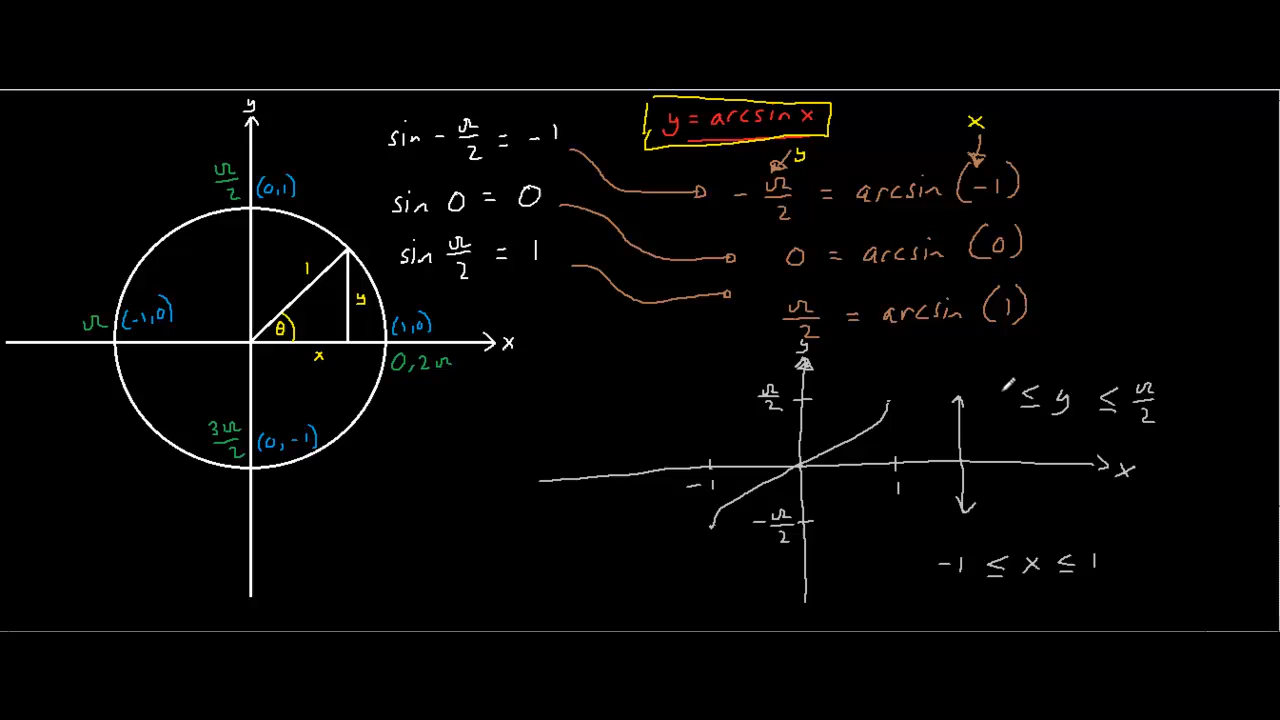 y
π/2 (0,1)
1
y
θ
x
π (-1,0)
(1,0)
0, 2π
x
3π/2 (0,-1)
sin -π/2 = -1
sin 0 = 0
sin π/2 = 1
y = arcsin x
y
x
-π/2 = arcsin (-1)
0 = arcsin (0)
π/2 = arcsin (1)
y
π/2
≤ y ≤ π/2
-1
1
x
-π/2
-1 ≤ x ≤ 1